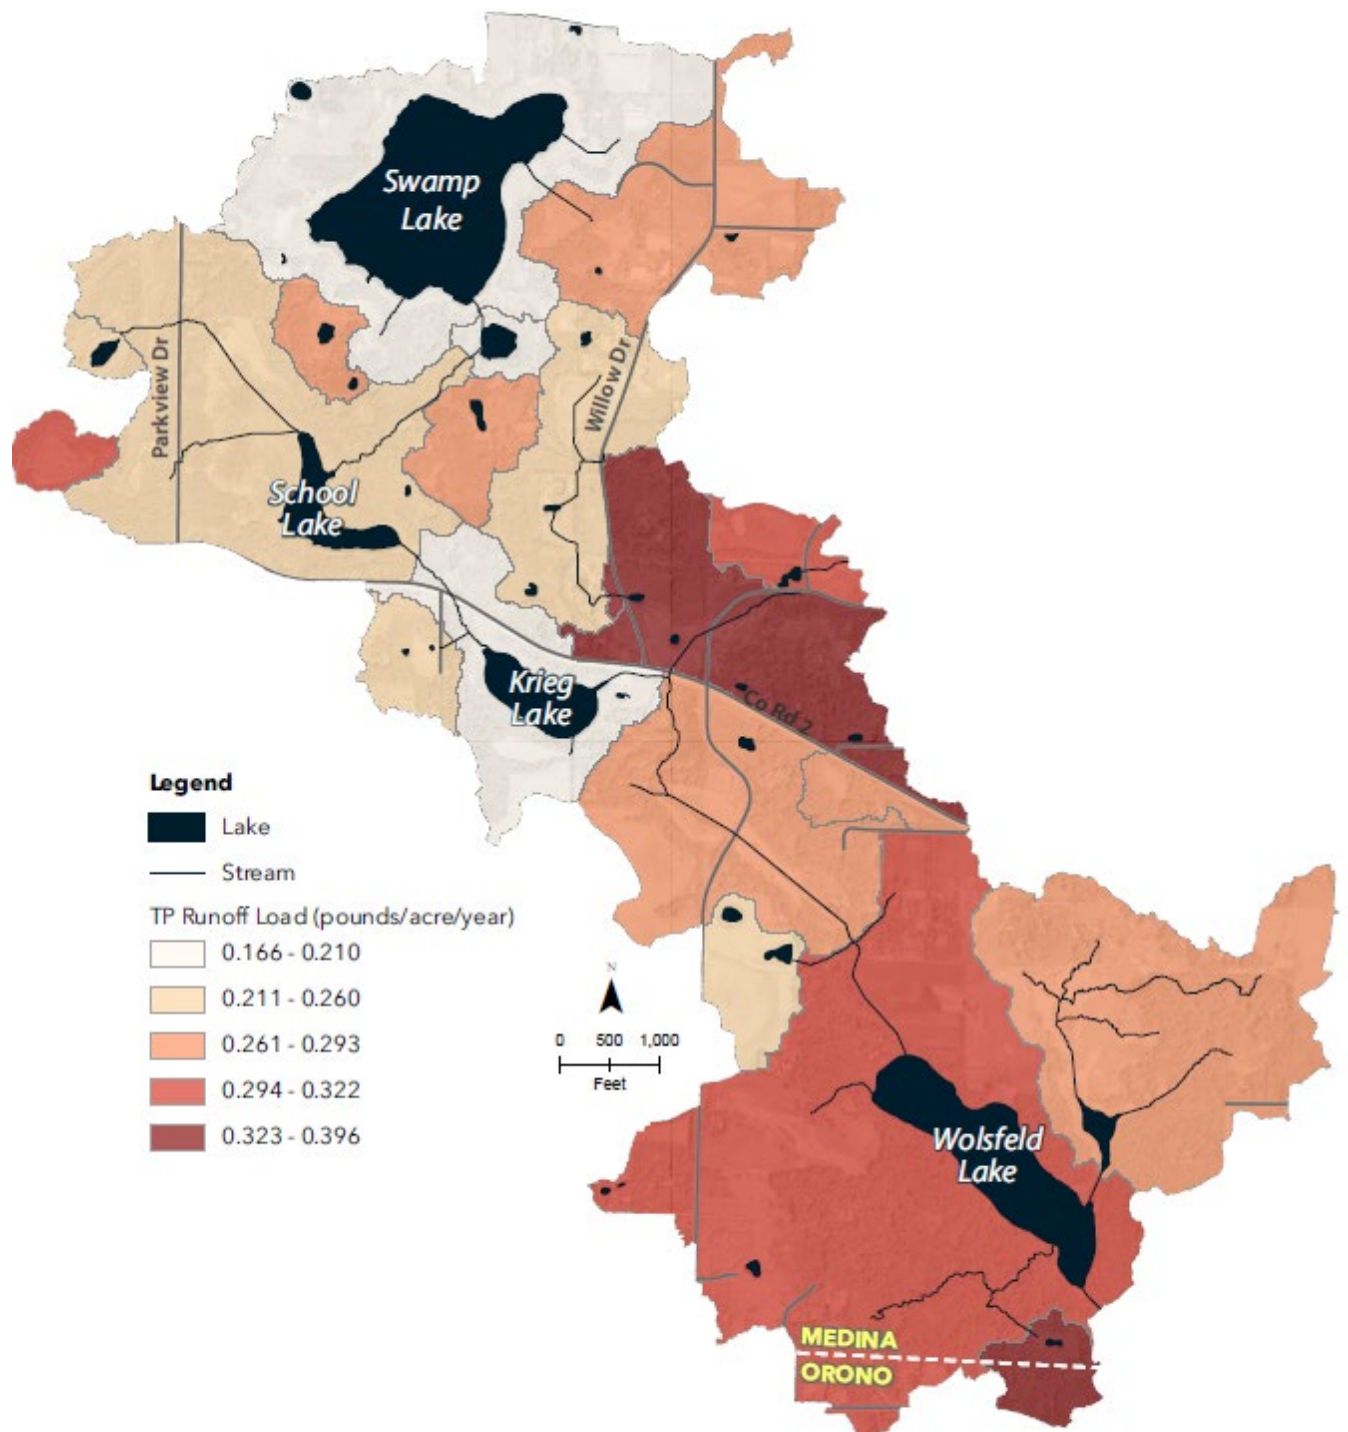 Swamp
Lake
Parkview Dr
Willow Dr
School
Lake
Krieg
Lake
Co Rd 2
Legend
Lake
Stream
TP Runoff Load (pounds/acre/year)
0.166 - 0.210
0.211 - 0.260
0.261 - 0.293
0.294 - 0.322
0.323 - 0.396
N
0 500 1,000
Feet
Wolsfeld
Lake
MEDINA
ORONO